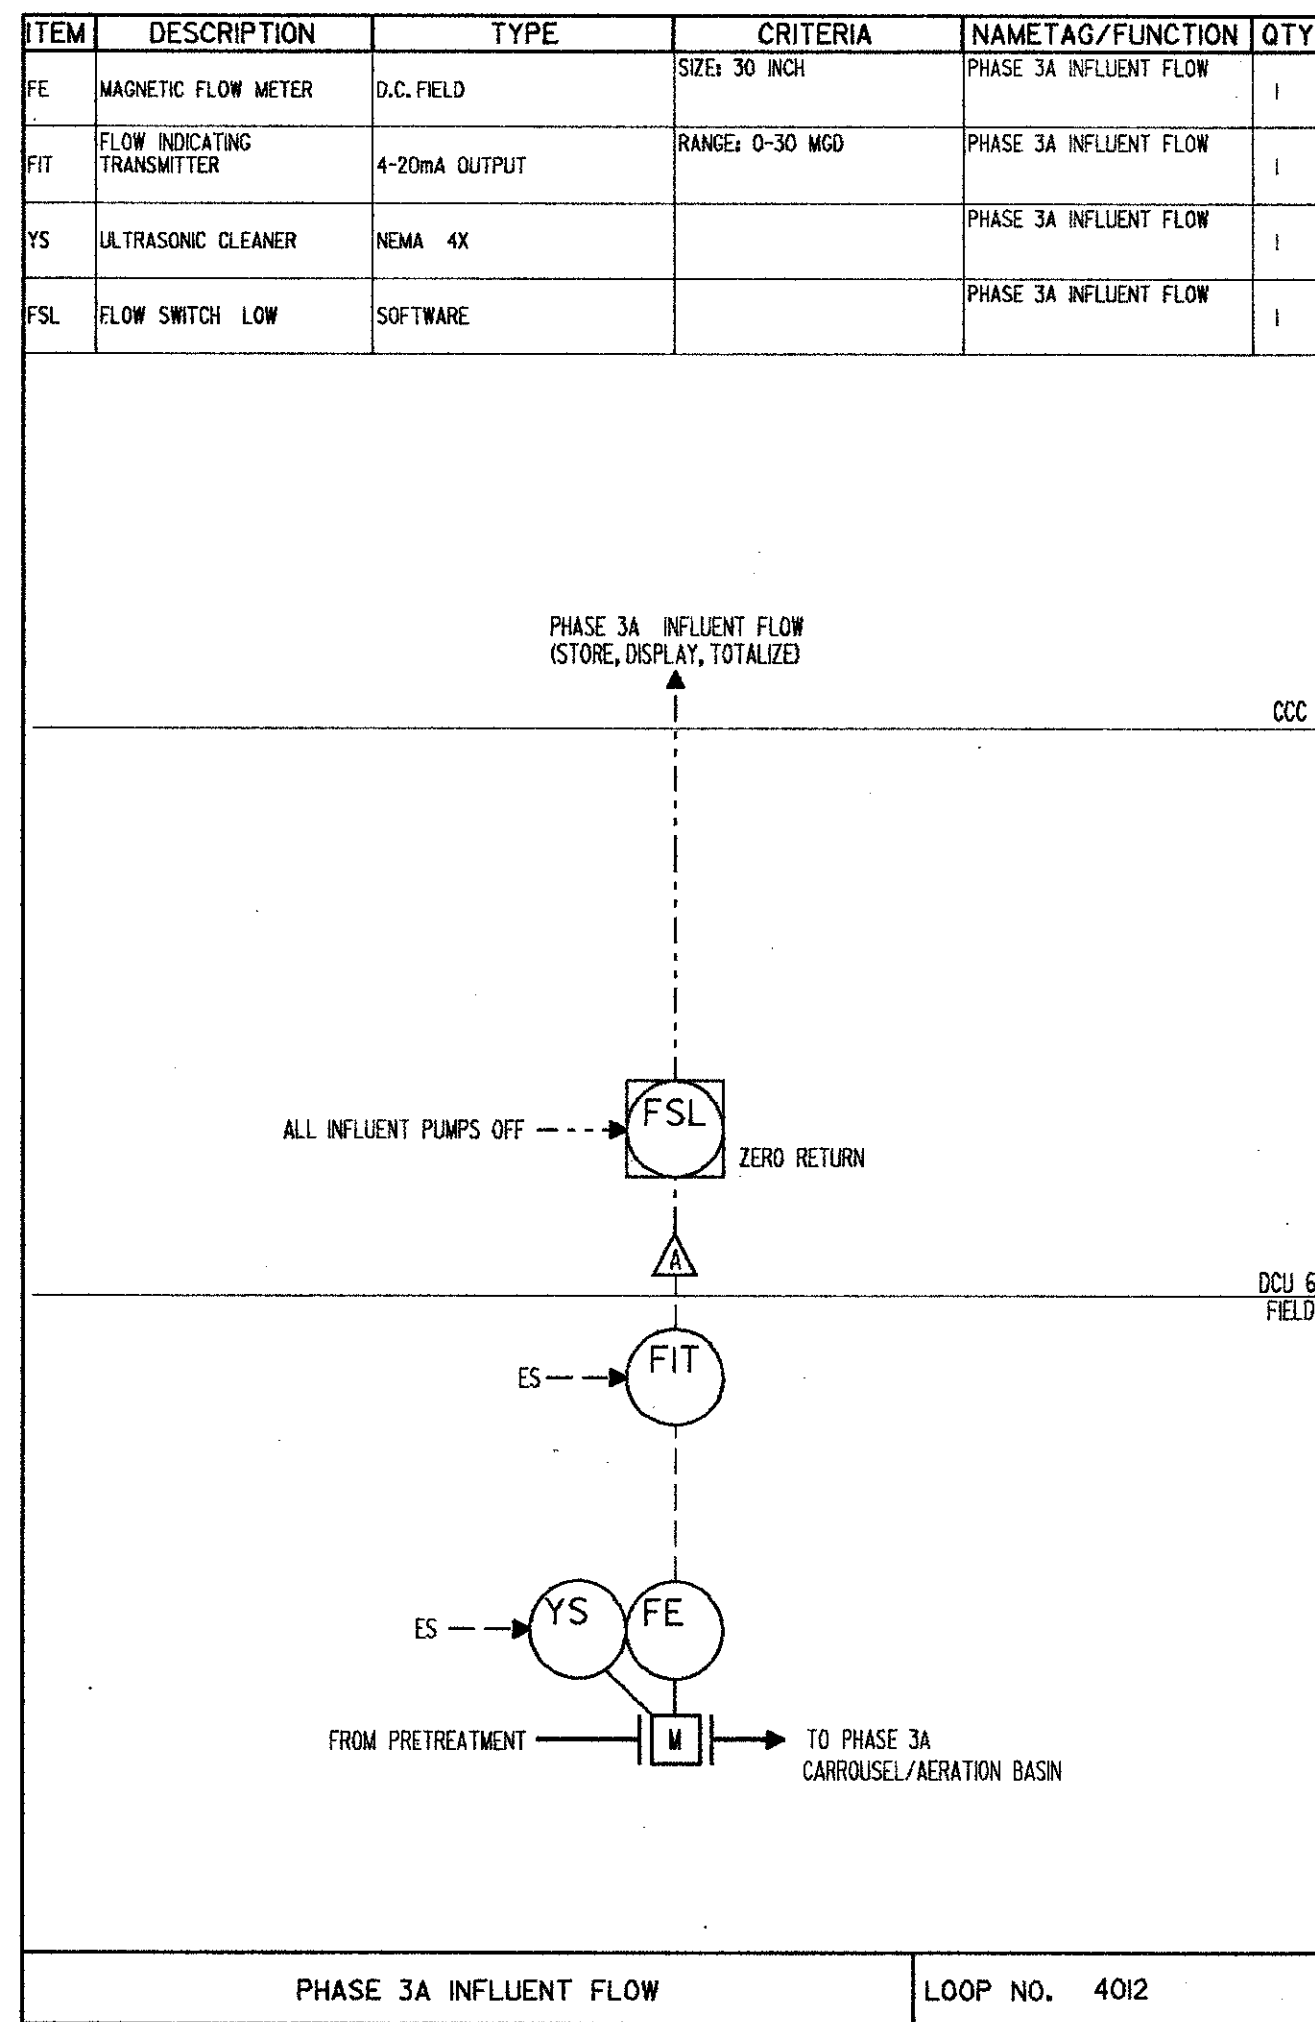 ITEM DESCRIPTION TYPE CRITERIA NAMETAG/FUNCTION QTY
FE MAGNETIC FLOW METER D.C. FIELD SIZE: 30 INCH PHASE 3A INFLUENT FLOW 1
FIT FLOW INDICATING TRANSMITTER 4-20mA OUTPUT RANGE: 0-30 MGD PHASE 3A INFLUENT FLOW 1
YS ULTRASONIC CLEANER NEMA 4X PHASE 3A INFLUENT FLOW 1
FSL FLOW SWITCH LOW SOFTWARE PHASE 3A INFLUENT FLOW 1
PHASE 3A INFLUENT FLOW
(STORE, DISPLAY, TOTALIZE)
CCC
FSL
ALL INFLUENT PUMPS OFF
ZERO RETURN
A
DCU 6
FIELD
FIT
ES
YS FE
ES
FROM PRETREATMENT M TO PHASE 3A
CARROUSEL/AERATION BASIN
PHASE 3A INFLUENT FLOW LOOP NO. 4012